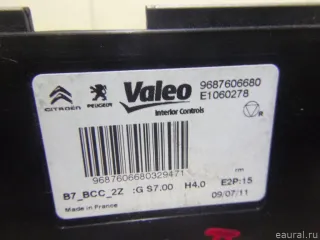 CITROËN PEUGEOT Valeo 9687606680
E1060278
Interior Controls
R
9687606680329471
B7_BCC_2Z :G S7.00 H4.0 E2P:15
Made in France 09/07/11
© eaural.ru